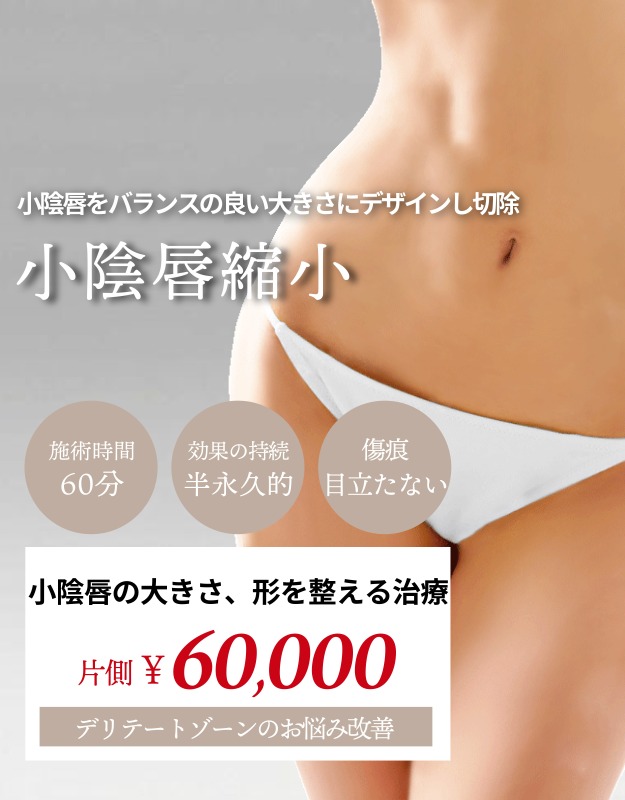 小陰唇をバランスの良い大きさにデザインし切除
小陰唇縮小
施術時間
60分
効果の持続
半永久的
傷痕
目立たない
小陰唇の大きさ、形を整える治療
片側￥60,000
デリテートゾーンのお悩み改善